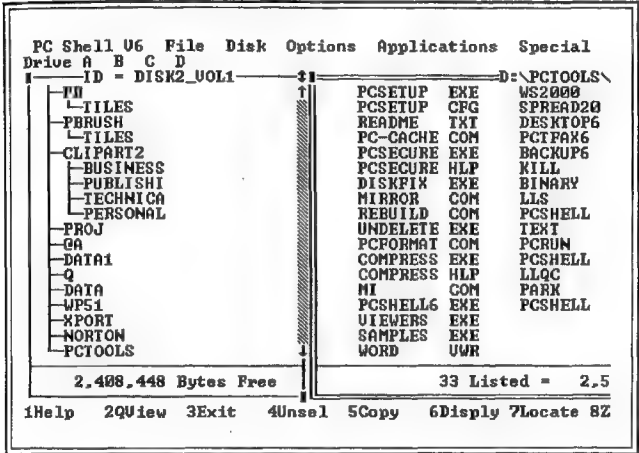 PC Shell V6 File Disk Options Applications Special
Drive A B C D
ID = DISK2_VOL1 D:\PCTOOLS\
PCSETUP EXE WS2000
TILES PCSETUP CFG SPREAD20
PBRUSH README TXT DESKTOP6
TILES PC-CACHE COM PCTFAX6
CLIPART2 PCSECURE EXE BACKUP6
BUSINESS PCSECURE HLP KILL
PUBLISHI DISKFIX EXE BINARY
TECHNICA MIRROR COM LLS
PERSONAL REBUILD COM PCSHELL
PROJ UNDELETE EXE TEXT
@A PCFORMAT COM PCRUN
DATA1 COMPRESS EXE PCSHELL
Q COMPRESS HLP LLQC
DATA MI COM PARK
WP51 PCSHELL6 EXE PCSHELL
XPORT VIEWERS EXE
NORTON SAMPLES EXE
PCTOOLS WORD VWR
2,408,448 Bytes Free 33 Listed = 2,5
1Help 2QView 3Exit 4Unsel 5Copy 6Disply 7Locate 8Z